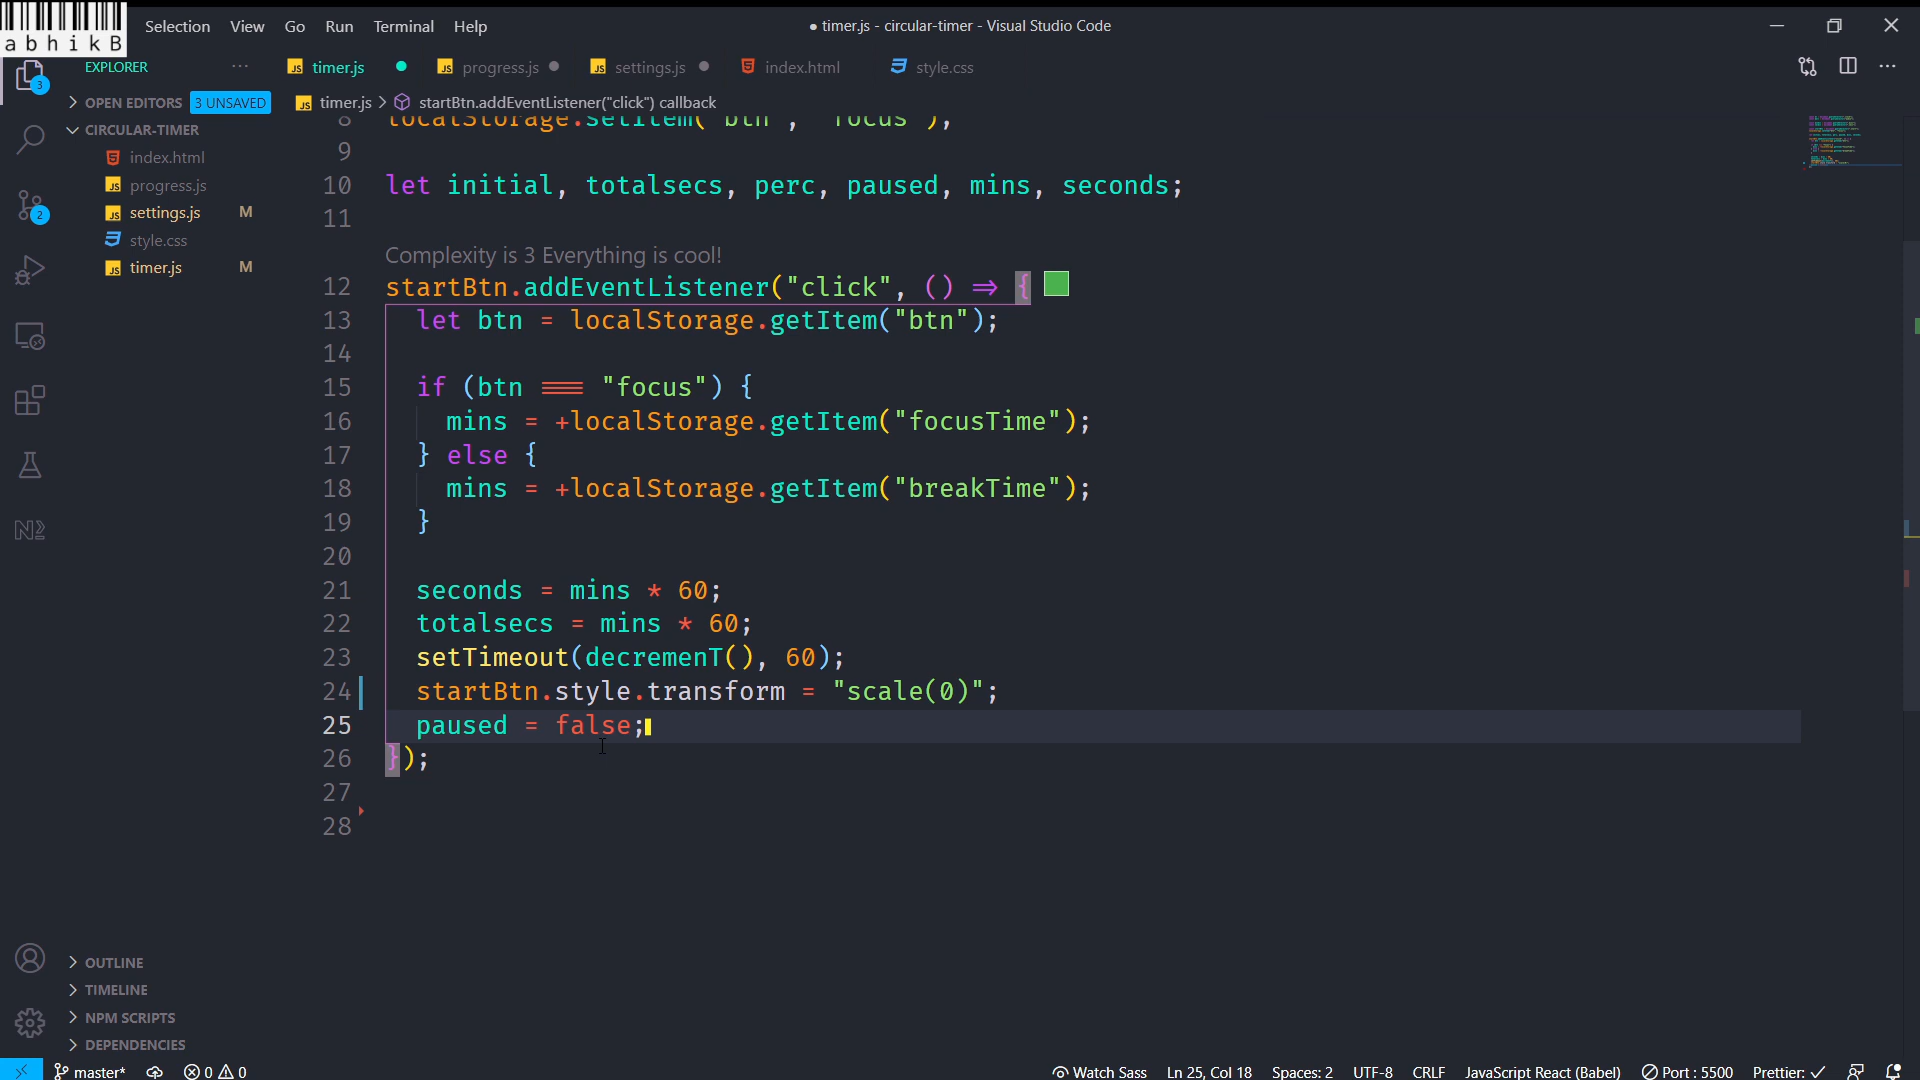 abhikB
Selection View Go Run Terminal Help
● timer.js - circular-timer - Visual Studio Code
EXPLORER ···
timer.js
progress.js
settings.js
index.html
style.css
3
OPEN EDITORS 3 UNSAVED
timer.js > startBtn.addEventListener("click") callback
CIRCULAR-TIMER
index.html
progress.js
settings.js M
style.css
timer.js M
2
8 localStorage.setItem("btn", "focus");
9
10 let initial, totalsecs, perc, paused, mins, seconds;
11
Complexity is 3 Everything is cool!
12 startBtn.addEventListener("click", () => {
13 let btn = localStorage.getItem("btn");
14
15 if (btn === "focus") {
16 mins = +localStorage.getItem("focusTime");
17 } else {
18 mins = +localStorage.getItem("breakTime");
19 }
20
21 seconds = mins * 60;
22 totalsecs = mins * 60;
23 setTimeout(decremenT(), 60);
24 startBtn.style.transform = "scale(0)";
25 paused = false;
26 });
27
28
OUTLINE
TIMELINE
NPM SCRIPTS
DEPENDENCIES
master* 0 0 Watch Sass Ln 25, Col 18 Spaces: 2 UTF-8 CRLF JavaScript React (Babel) Port : 5500 Prettier: ✓